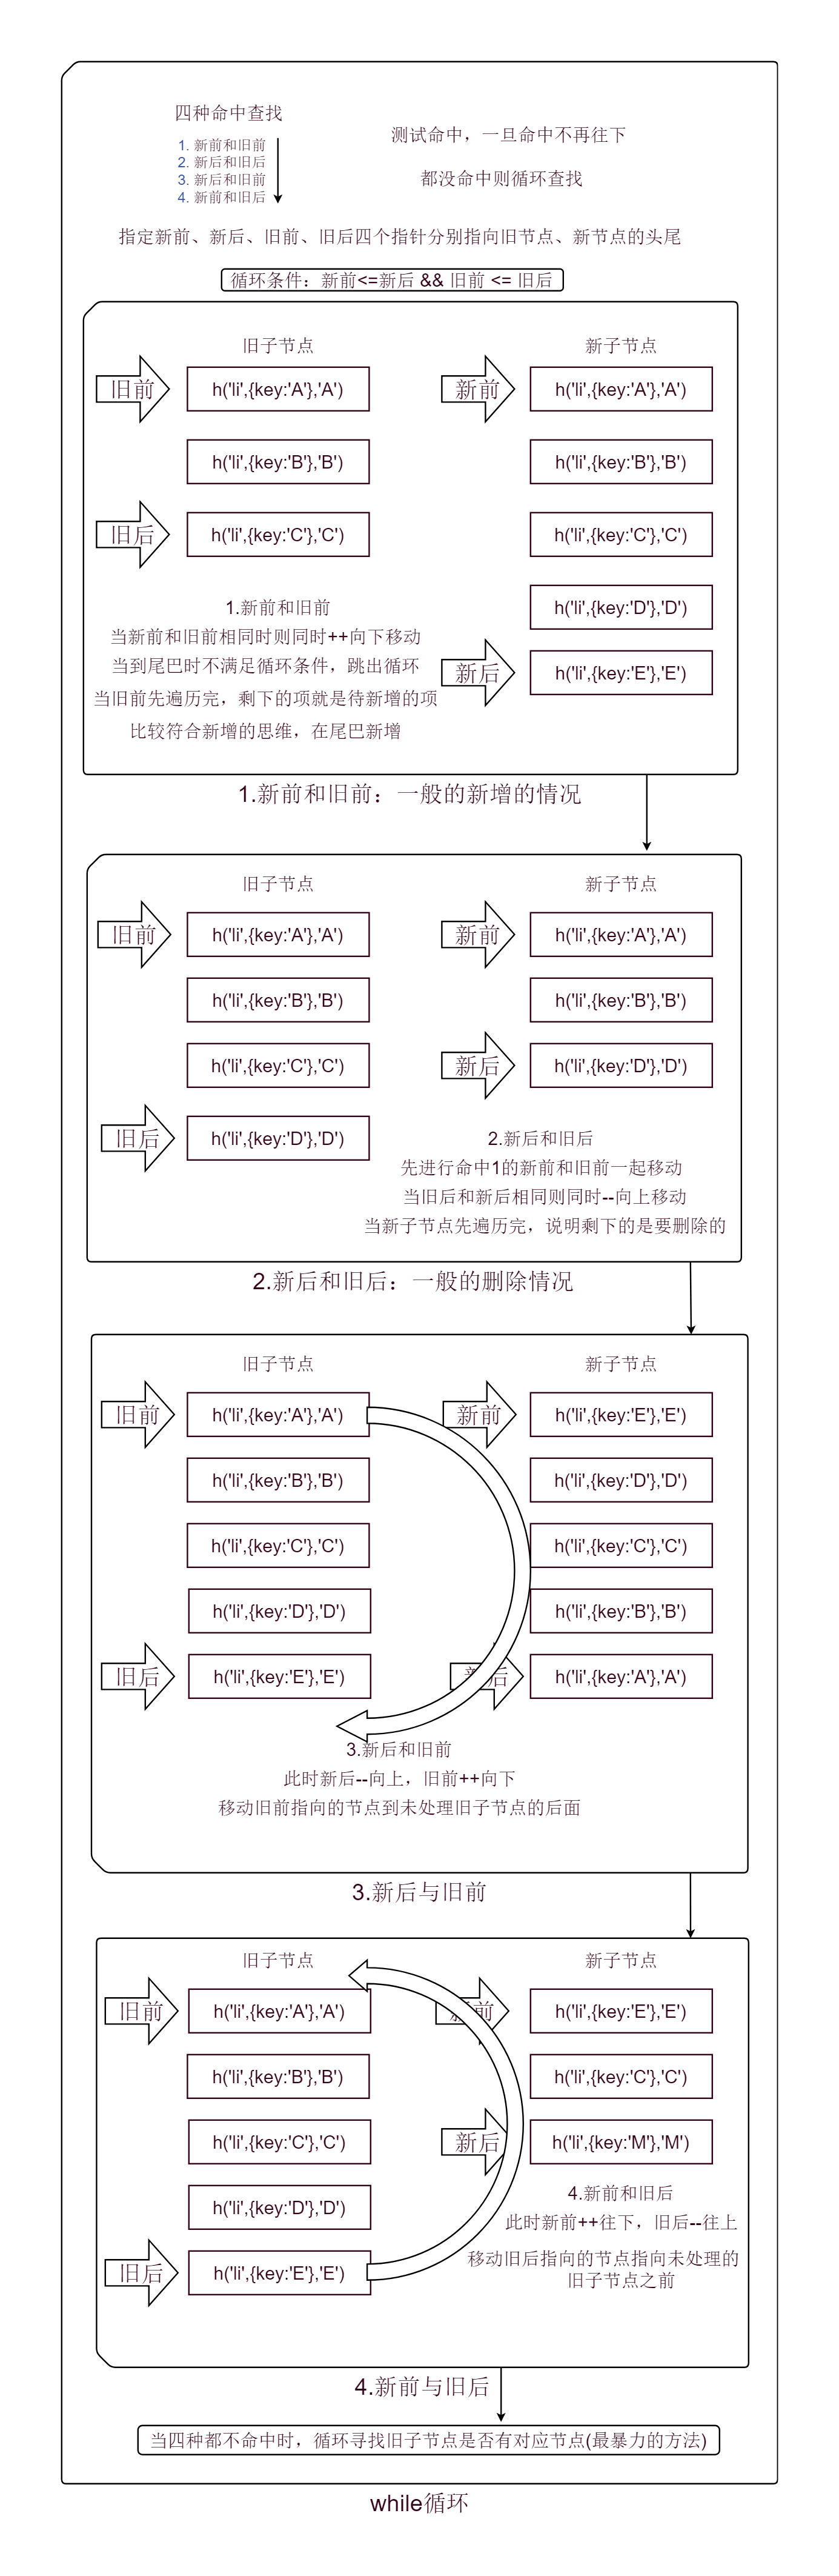 四种命中查找
1. 新前和旧前
2. 新后和旧后
3. 新后和旧前
4. 新前和旧后
测试命中，一旦命中不再往下
都没命中则循环查找
指定新前、新后、旧前、旧后四个指针分别指向旧节点、新节点的头尾
循环条件：新前<=新后 && 旧前 <= 旧后
旧子节点
新子节点
旧前
h('li',{key:'A'},'A')
新前
h('li',{key:'A'},'A')
h('li',{key:'B'},'B')
h('li',{key:'B'},'B')
旧后
h('li',{key:'C'},'C')
h('li',{key:'C'},'C')
h('li',{key:'D'},'D')
新后
h('li',{key:'E'},'E')
1.新前和旧前
当新前和旧前相同时则同时++向下移动
当到尾巴时不满足循环条件，跳出循环
当旧前先遍历完，剩下的项就是待新增的项
比较符合新增的思维，在尾巴新增
1.新前和旧前：一般的新增的情况
旧子节点
新子节点
旧前
h('li',{key:'A'},'A')
新前
h('li',{key:'A'},'A')
h('li',{key:'B'},'B')
h('li',{key:'B'},'B')
h('li',{key:'C'},'C')
新后
h('li',{key:'D'},'D')
旧后
h('li',{key:'D'},'D')
2.新后和旧后
先进行命中1的新前和旧前一起移动
当旧后和新后相同则同时--向上移动
当新子节点先遍历完，说明剩下的是要删除的
2.新后和旧后：一般的删除情况
旧子节点
新子节点
旧前
h('li',{key:'A'},'A')
新前
h('li',{key:'E'},'E')
h('li',{key:'B'},'B')
h('li',{key:'D'},'D')
h('li',{key:'C'},'C')
h('li',{key:'C'},'C')
h('li',{key:'D'},'D')
h('li',{key:'B'},'B')
旧后
h('li',{key:'E'},'E')
新后
h('li',{key:'A'},'A')
3.新后和旧前
此时新后--向上，旧前++向下
移动旧前指向的节点到未处理旧子节点的后面
3.新后与旧前
旧子节点
新子节点
旧前
h('li',{key:'A'},'A')
新前
h('li',{key:'E'},'E')
h('li',{key:'B'},'B')
h('li',{key:'C'},'C')
h('li',{key:'C'},'C')
新后
h('li',{key:'M'},'M')
h('li',{key:'D'},'D')
旧后
h('li',{key:'E'},'E')
4.新前和旧后
此时新前++往下，旧后--往上
移动旧后指向的节点指向未处理的
旧子节点之前
4.新前与旧后
当四种都不命中时，循环寻找旧子节点是否有对应节点(最暴力的方法)
while循环